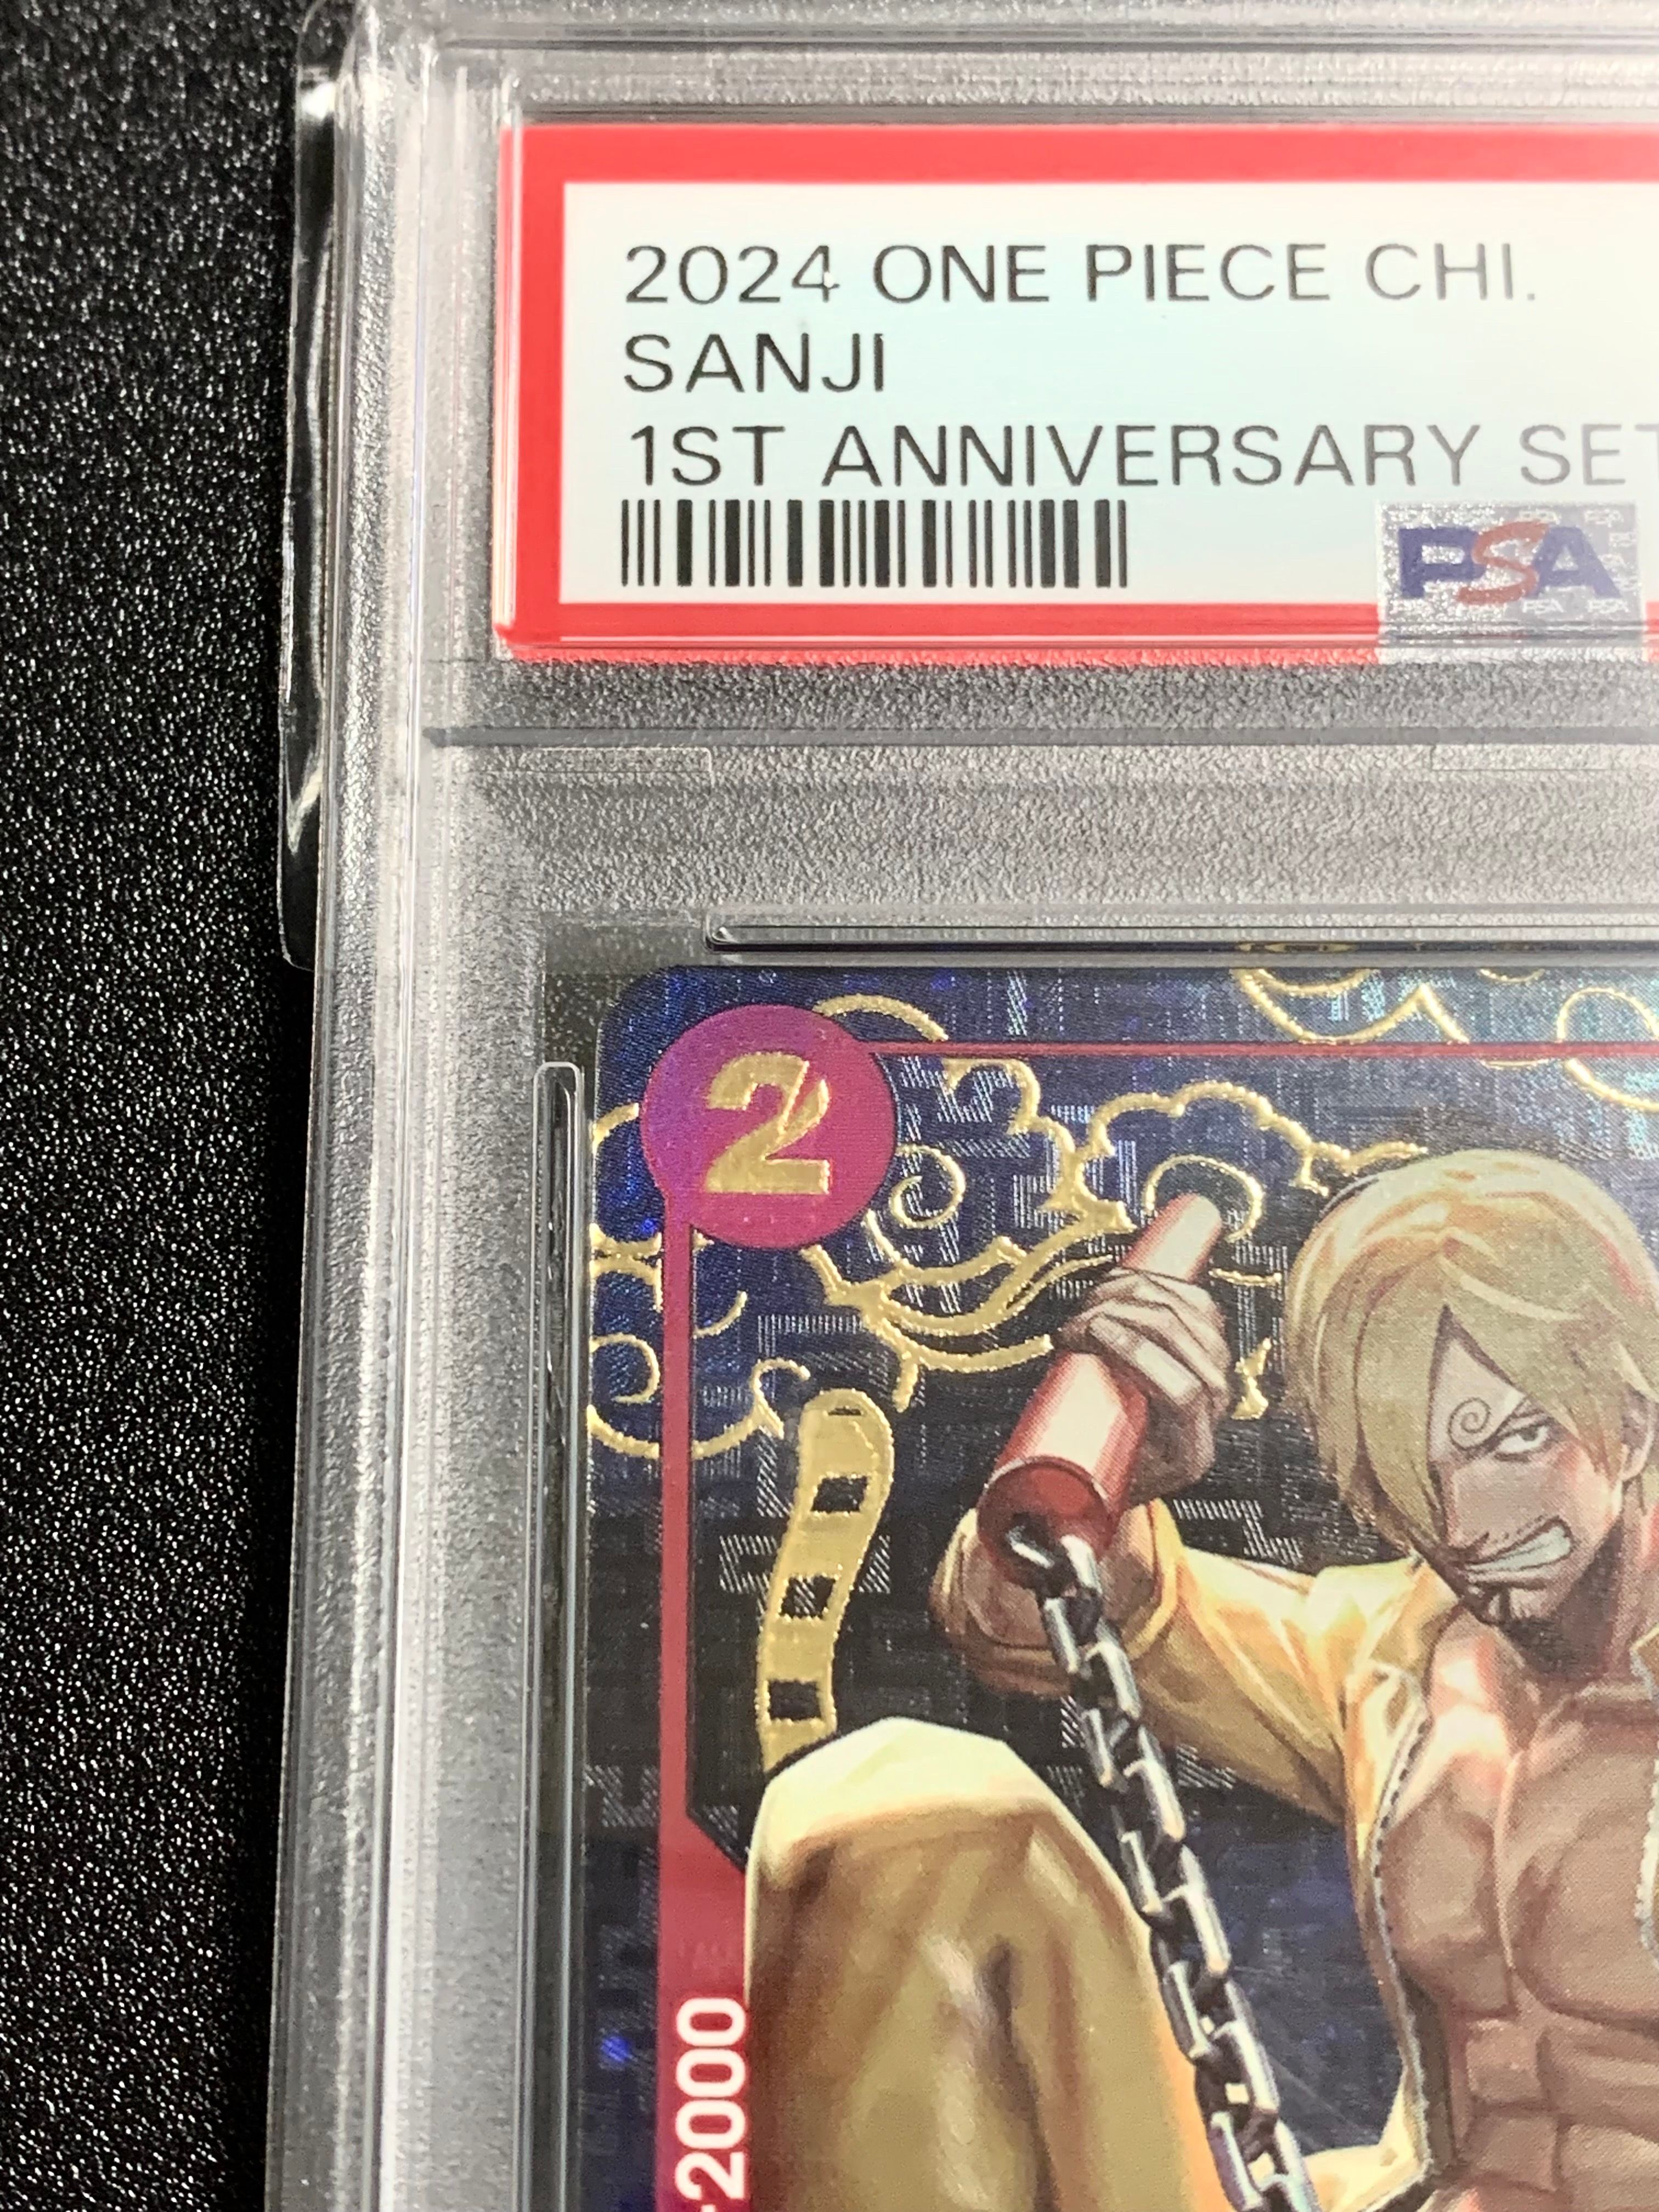 2024 ONE PIECE CHI.
SANJI
1ST ANNIVERSARY SET
PSA
2
2000